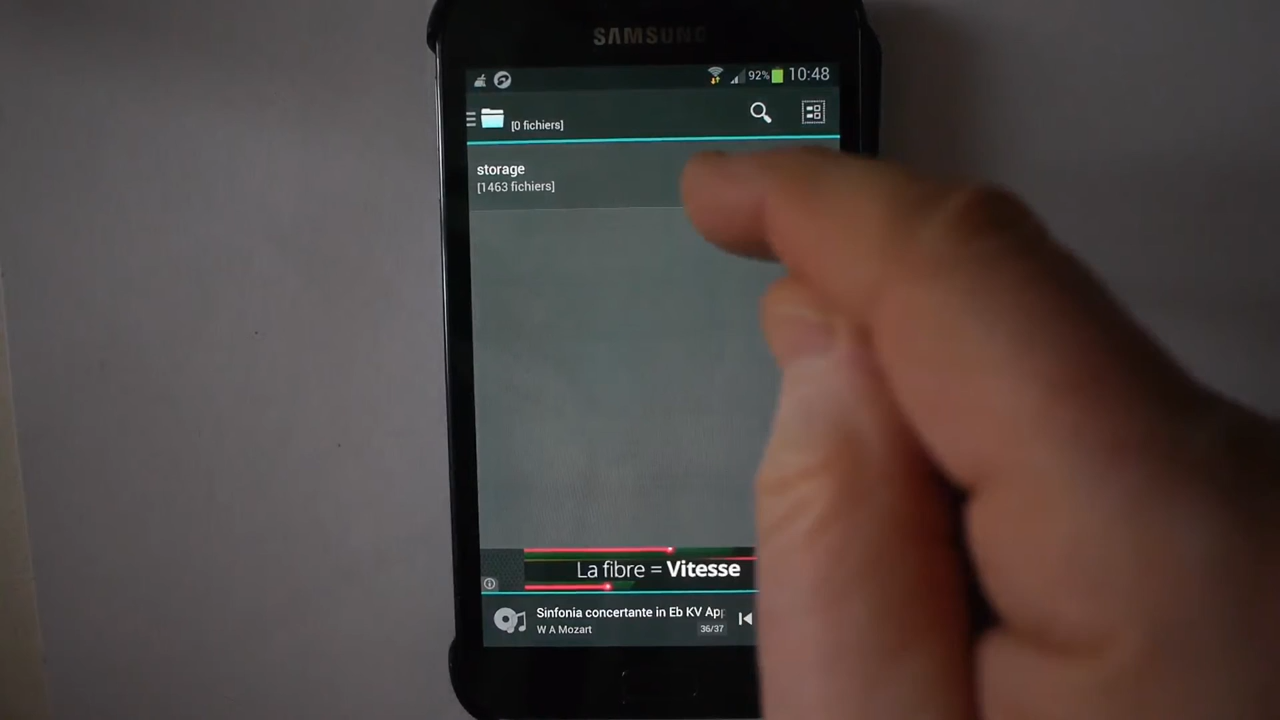 SAMSUNG
92% 10:48
[0 fichiers]
storage
[1463 fichiers]
La fibre = Vitesse
Sinfonia concertante in Eb KV App
W A Mozart 36/37